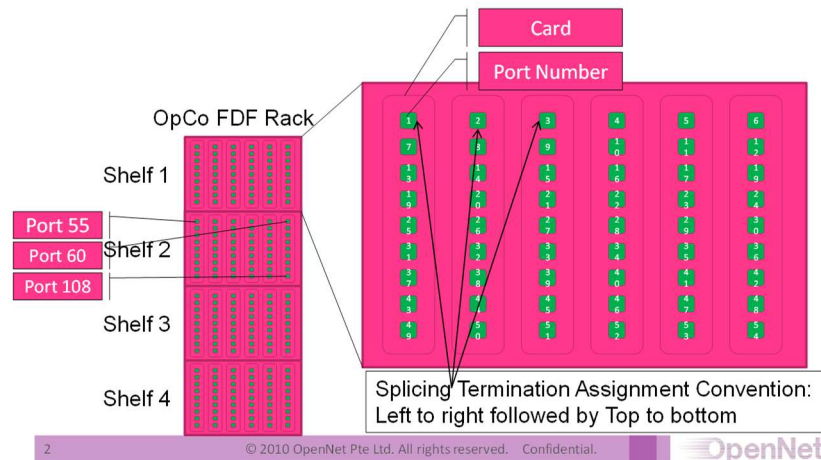 Card
Port Number
OpCo FDF Rack
Shelf 1
Shelf 2
Shelf 3
Shelf 4
Port 55
Port 60
Port 108
1 2 3 4 5 6
7 8 9 10 11 12
13 14 15 16 17 19
19 20 21 22 23 24
25 26 27 28 29 30
31 32 33 34 35 36
37 38 39 40 41 42
43 44 45 46 47 48
49 50 51 52 53 54
Splicing Termination Assignment Convention:
Left to right followed by Top to bottom
2
© 2010 OpenNet Pte Ltd. All rights reserved. Confidential.
OpenNet